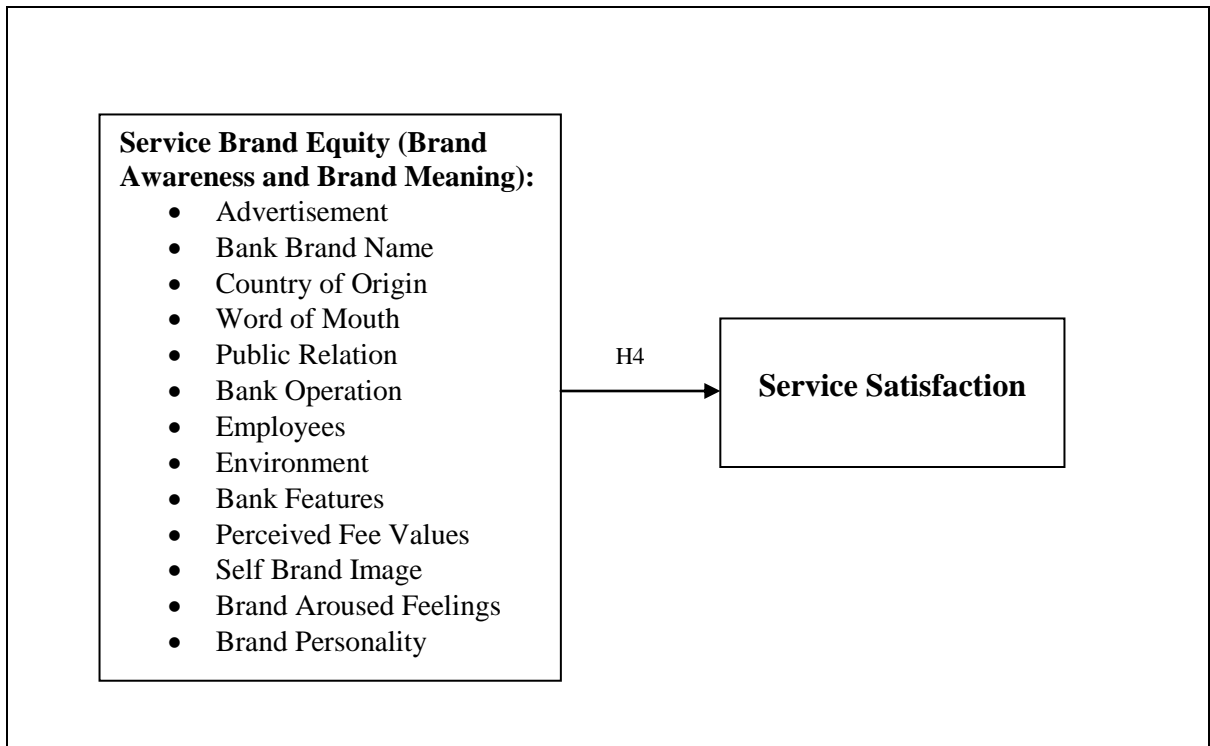 Service Brand Equity (Brand
Awareness and Brand Meaning):
• Advertisement
• Bank Brand Name
• Country of Origin
• Word of Mouth
• Public Relation
• Bank Operation
• Employees
• Environment
• Bank Features
• Perceived Fee Values
• Self Brand Image
• Brand Aroused Feelings
• Brand Personality
H4
Service Satisfaction